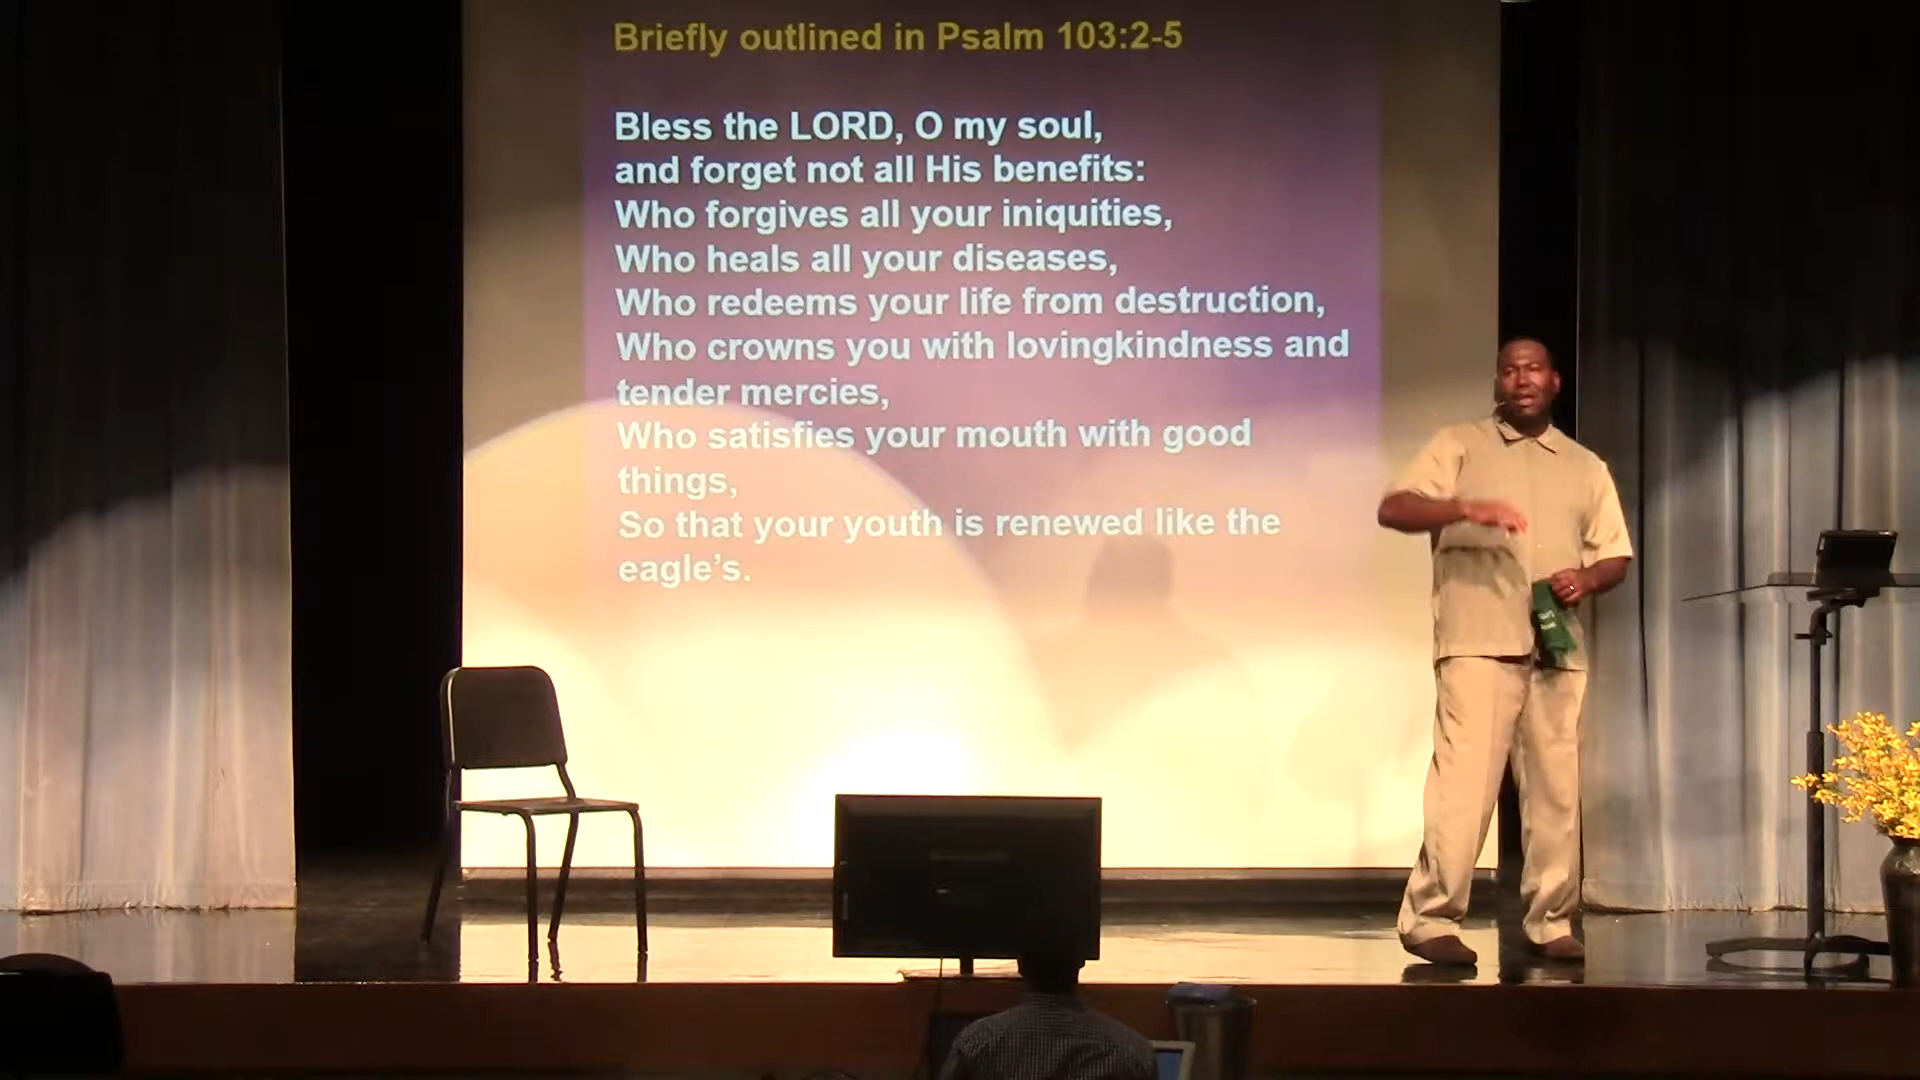 Briefly outlined in Psalm 103:2-5
Bless the LORD, O my soul,
and forget not all His benefits:
Who forgives all your iniquities,
Who heals all your diseases,
Who redeems your life from destruction,
Who crowns you with lovingkindness and
tender mercies,
Who satisfies your mouth with good
things,
So that your youth is renewed like the
eagle’s.